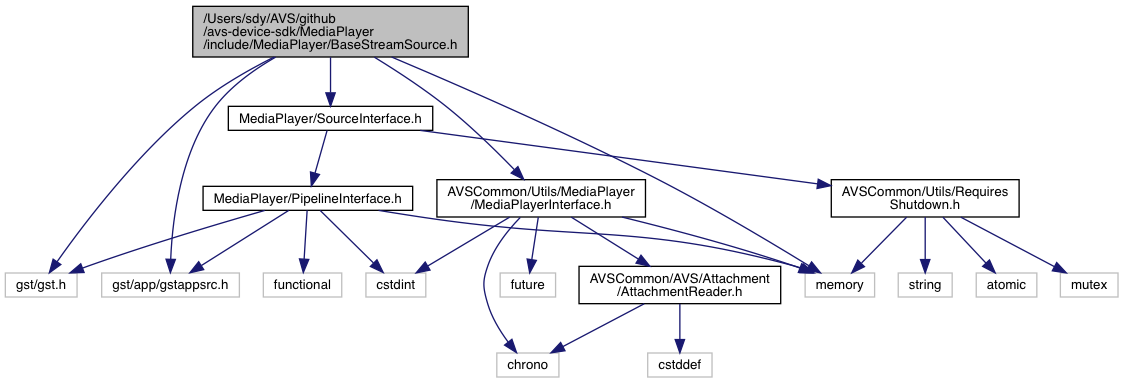 /Users/sdy/AVS/github
/avs-device-sdk/MediaPlayer
/include/MediaPlayer/BaseStreamSource.h
MediaPlayer/SourceInterface.h
MediaPlayer/PipelineInterface.h
AVSCommon/Utils/MediaPlayer
/MediaPlayerInterface.h
AVSCommon/Utils/Requires
Shutdown.h
gst/gst.h
gst/app/gstappsrc.h
functional
cstdint
future
AVSCommon/AVS/Attachment
/AttachmentReader.h
memory
string
atomic
mutex
chrono
cstddef